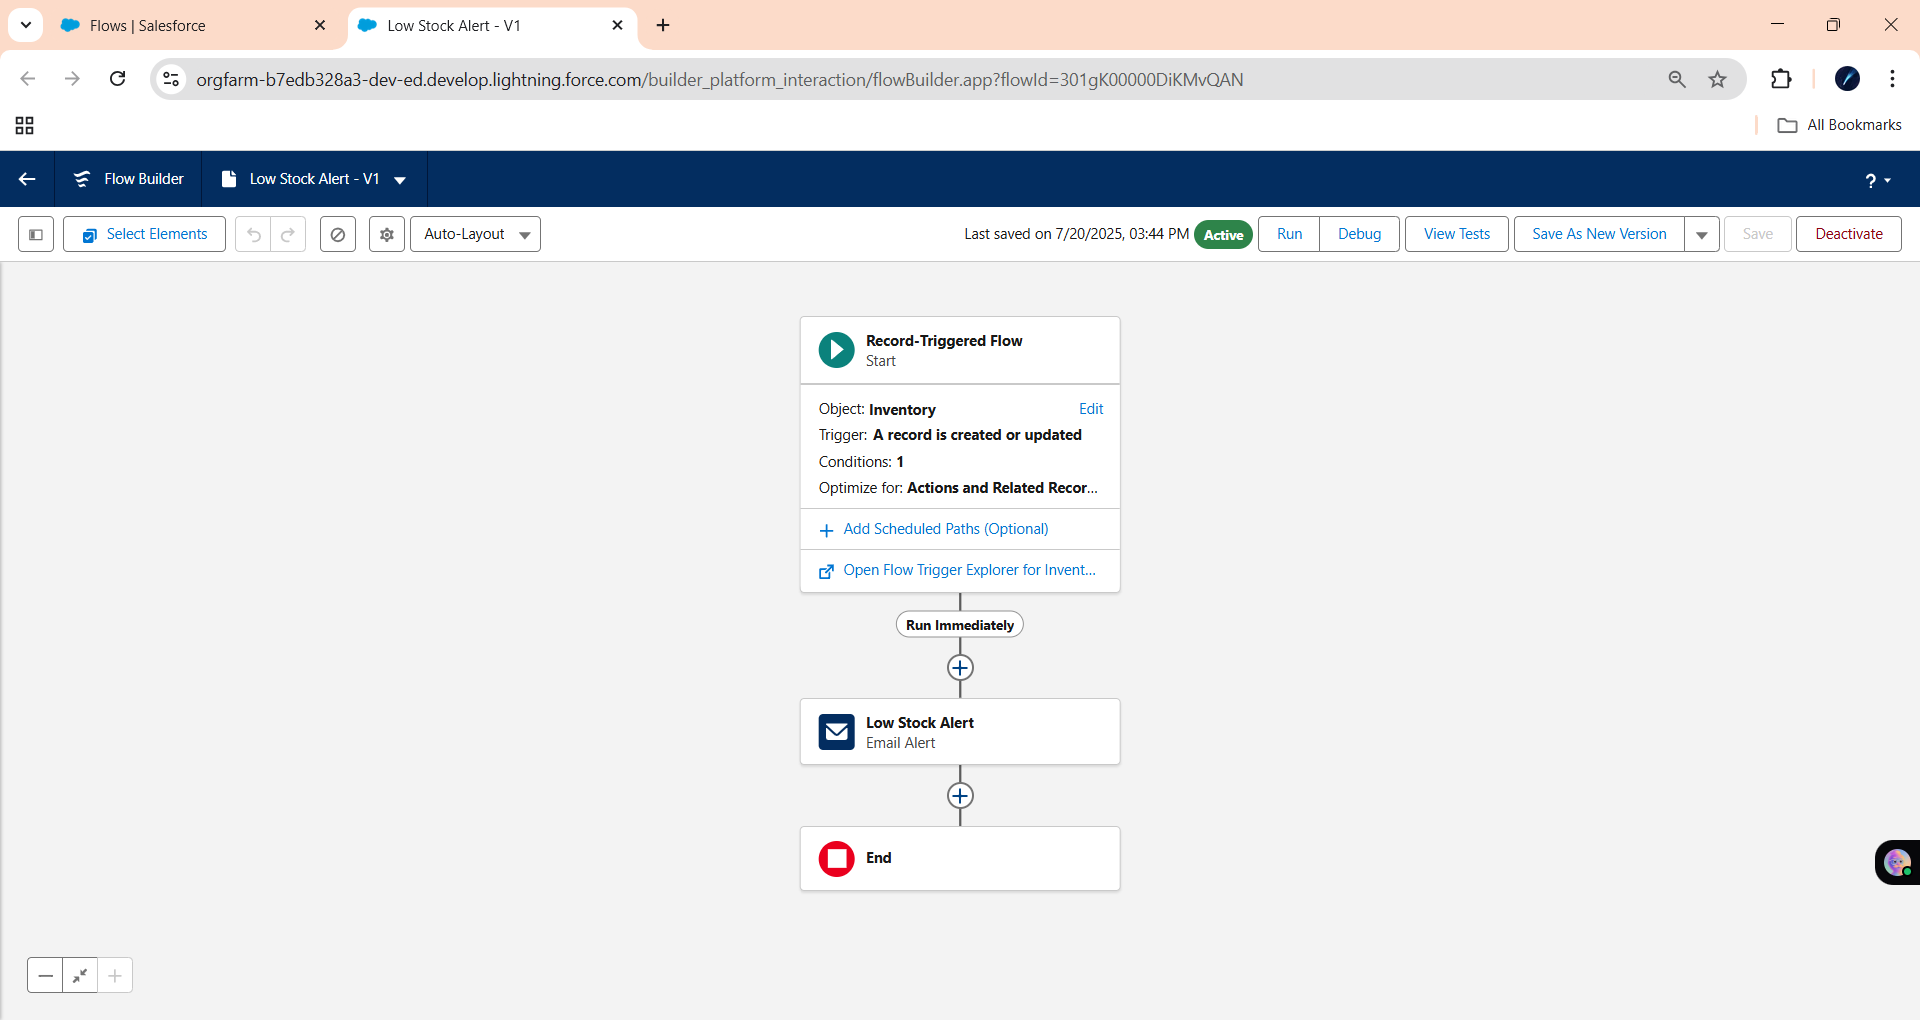 Flows | Salesforce
Low Stock Alert - V1
orgfarm-b7edb328a3-dev-ed.develop.lightning.force.com/builder_platform_interaction/flowBuilder.app?flowId=301gK00000DiKMvQAN
All Bookmarks
Flow Builder
Low Stock Alert - V1
?
Select Elements
Auto-Layout
Last saved on 7/20/2025, 03:44 PM
Active
Run
Debug
View Tests
Save As New Version
Save
Deactivate
Record-Triggered Flow
Start
Object: Inventory
Edit
Trigger: A record is created or updated
Conditions: 1
Optimize for: Actions and Related Recor...
Add Scheduled Paths (Optional)
Open Flow Trigger Explorer for Invent...
Run Immediately
Low Stock Alert
Email Alert
End